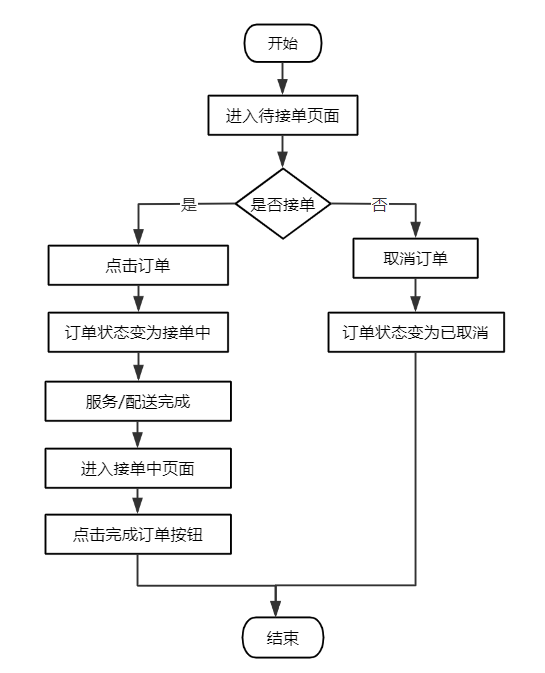 开始
进入待接单页面
是否接单
是
否
点击订单
取消订单
订单状态变为接单中
订单状态变为已取消
服务/配送完成
进入接单中页面
点击完成订单按钮
结束